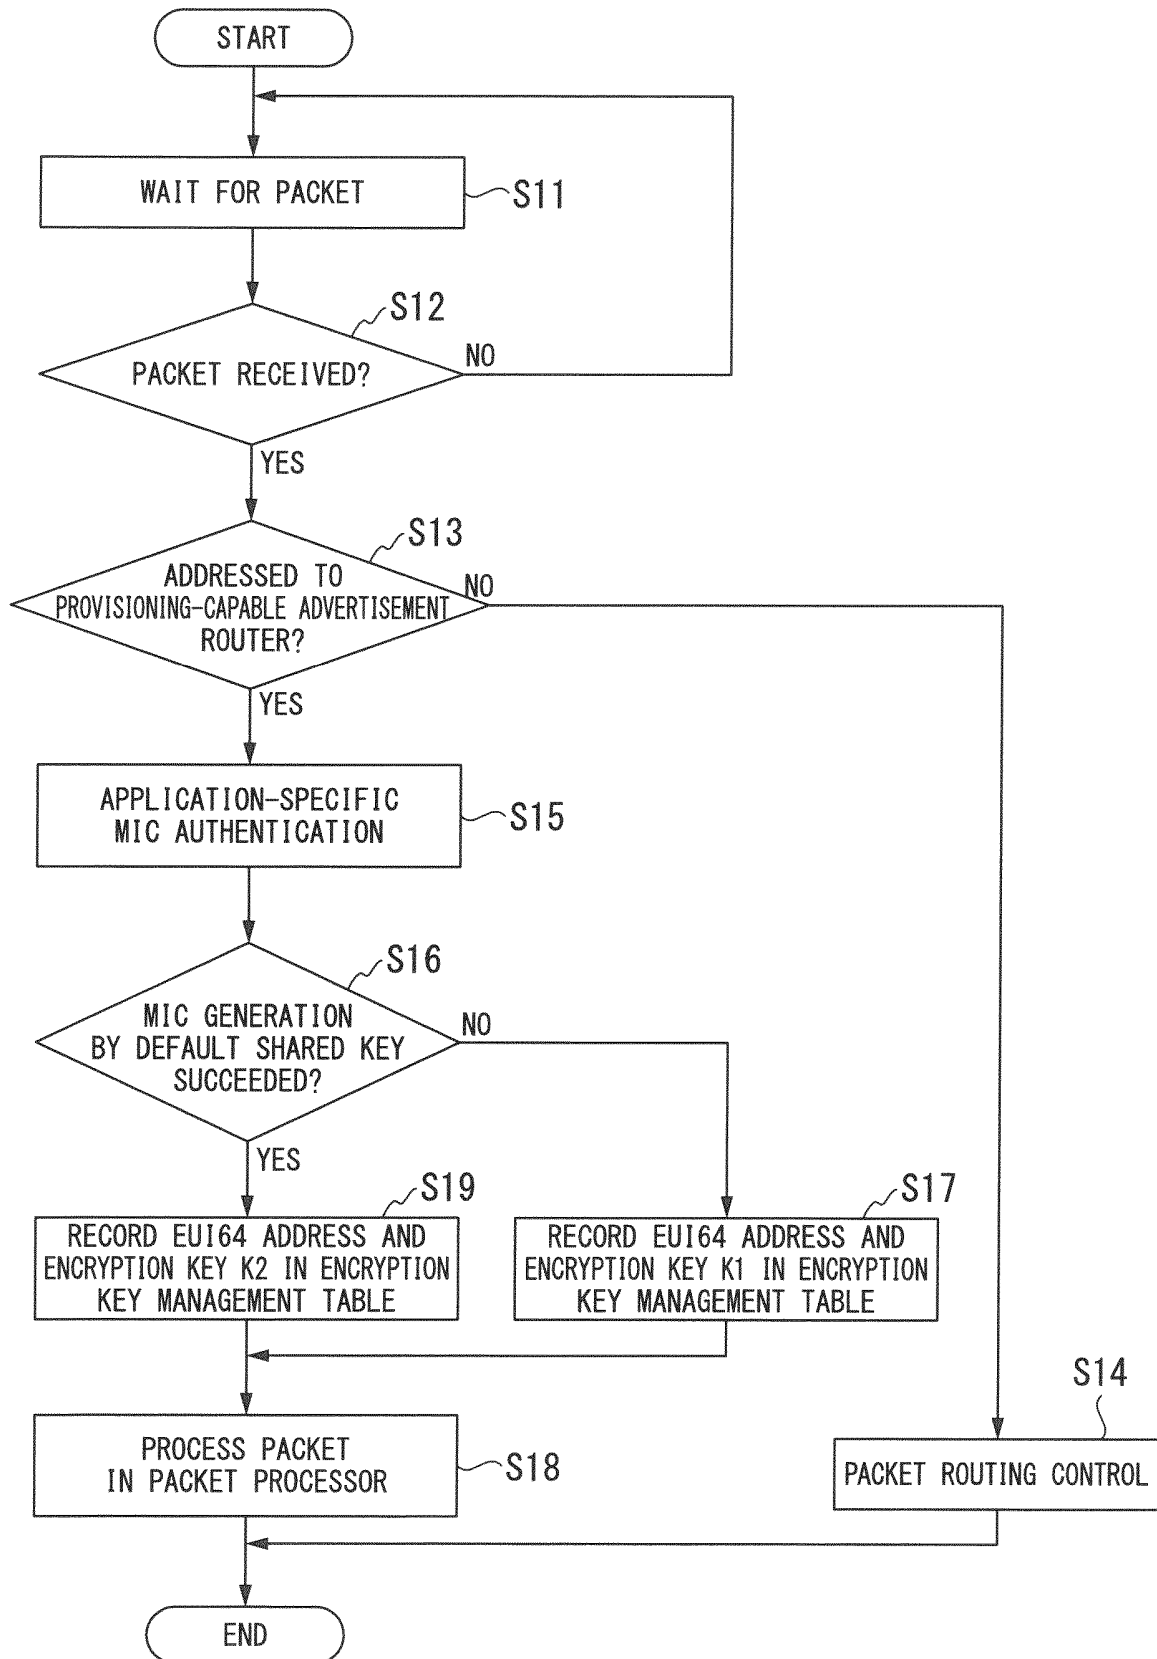 START
WAIT FOR PACKET
S11
S12
PACKET RECEIVED?
NO
YES
S13
ADDRESSED TO
PROVISIONING-CAPABLE ADVERTISEMENT
ROUTER?
NO
YES
APPLICATION-SPECIFIC
MIC AUTHENTICATION
S15
S16
MIC GENERATION
BY DEFAULT SHARED KEY
SUCCEEDED?
NO
YES
S19
RECORD EUI64 ADDRESS AND
ENCRYPTION KEY K2 IN ENCRYPTION
KEY MANAGEMENT TABLE
S17
RECORD EUI64 ADDRESS AND
ENCRYPTION KEY K1 IN ENCRYPTION
KEY MANAGEMENT TABLE
S14
PROCESS PACKET
IN PACKET PROCESSOR
S18
PACKET ROUTING CONTROL
END